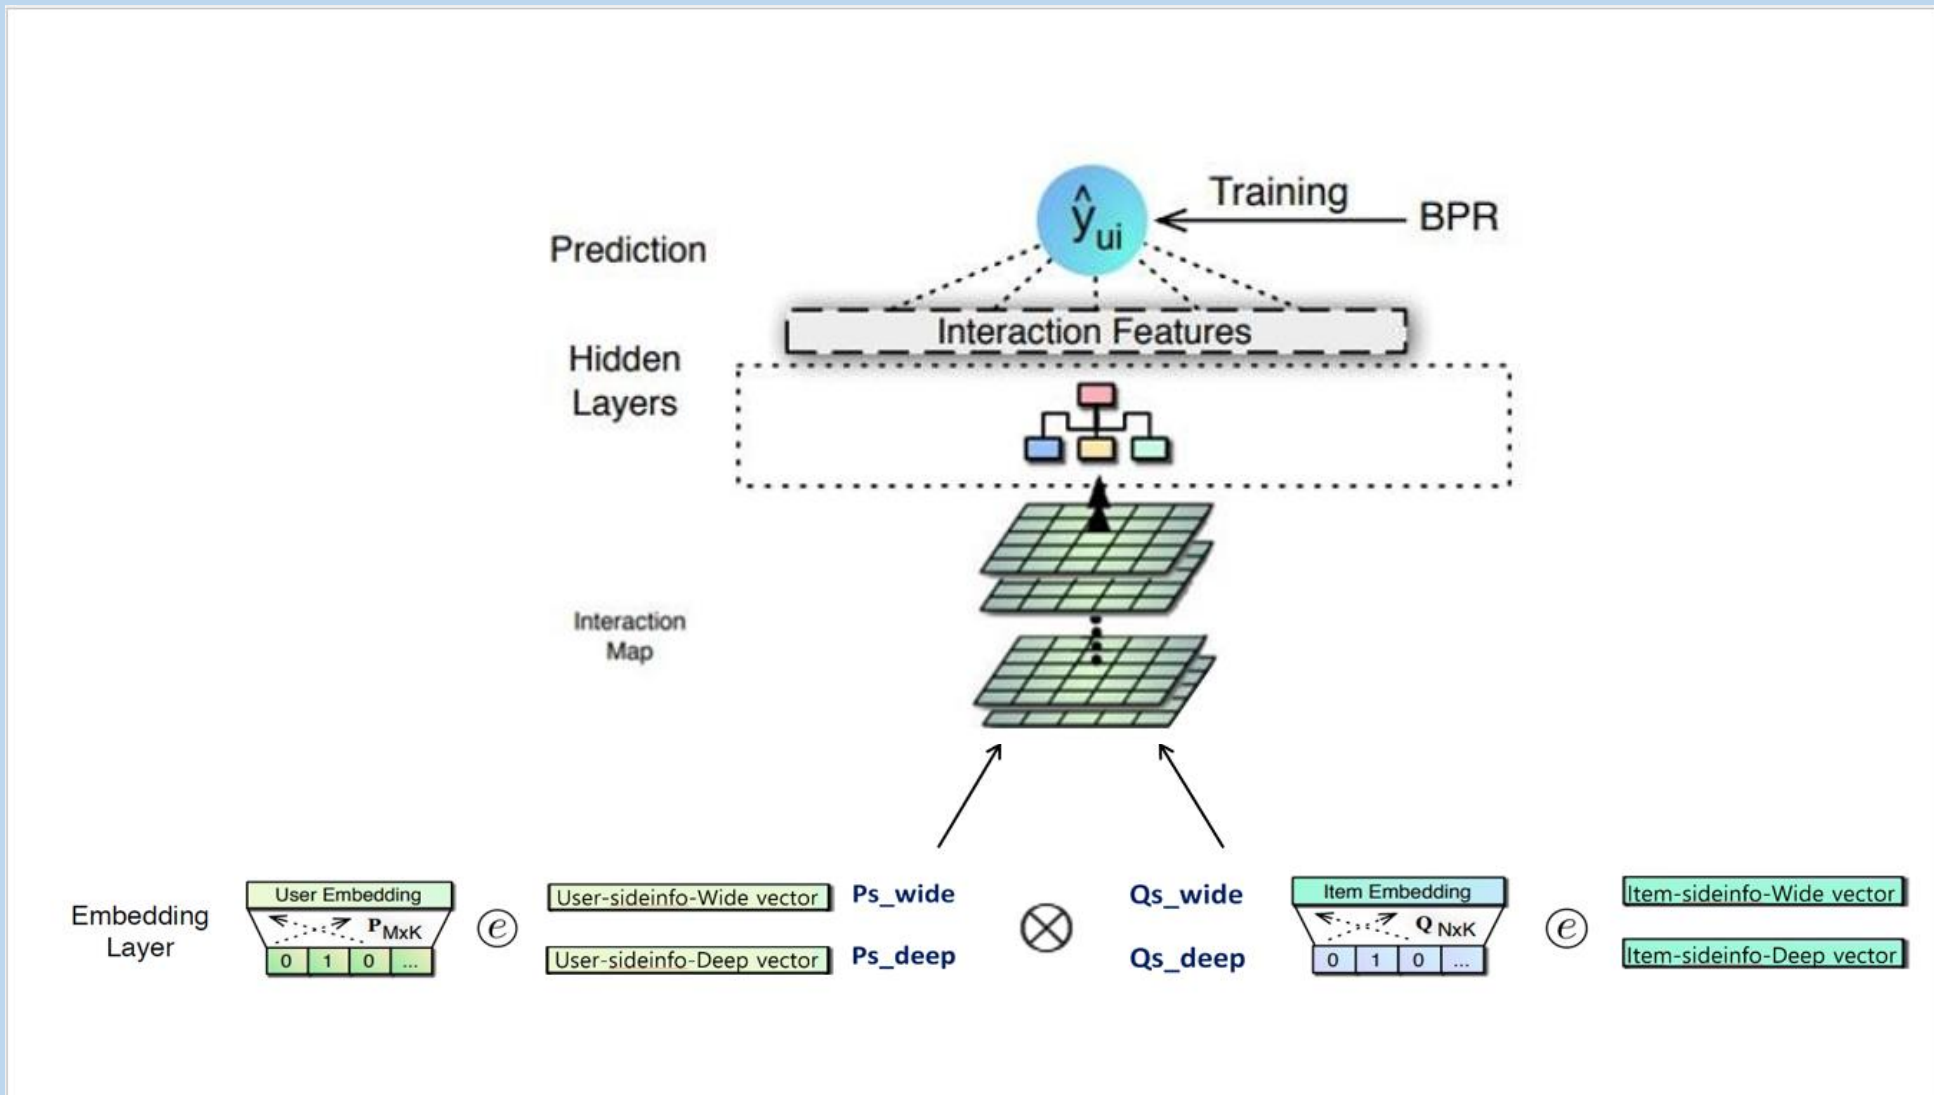 ŷui
Training
BPR
Prediction
Interaction Features
Hidden
Layers
Interaction
Map
Embedding
Layer
User Embedding
PMxK
0 1 0 ...
e
User-sideinfo-Wide vector
User-sideinfo-Deep vector
Ps_wide
Ps_deep
⊗
Qs_wide
Qs_deep
Item Embedding
Q NxK
0 1 0 ...
e
Item-sideinfo-Wide vector
Item-sideinfo-Deep vector